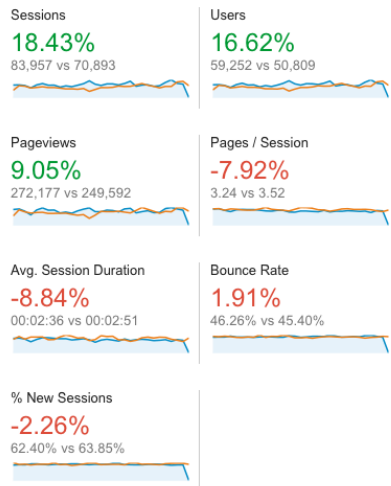 Sessions
18.43%
83,957 vs 70,893
Users
16.62%
59,252 vs 50,809
Pageviews
9.05%
272,177 vs 249,592
Pages / Session
-7.92%
3.24 vs 3.52
Avg. Session Duration
-8.84%
00:02:36 vs 00:02:51
Bounce Rate
1.91%
46.26% vs 45.40%
% New Sessions
-2.26%
62.40% vs 63.85%